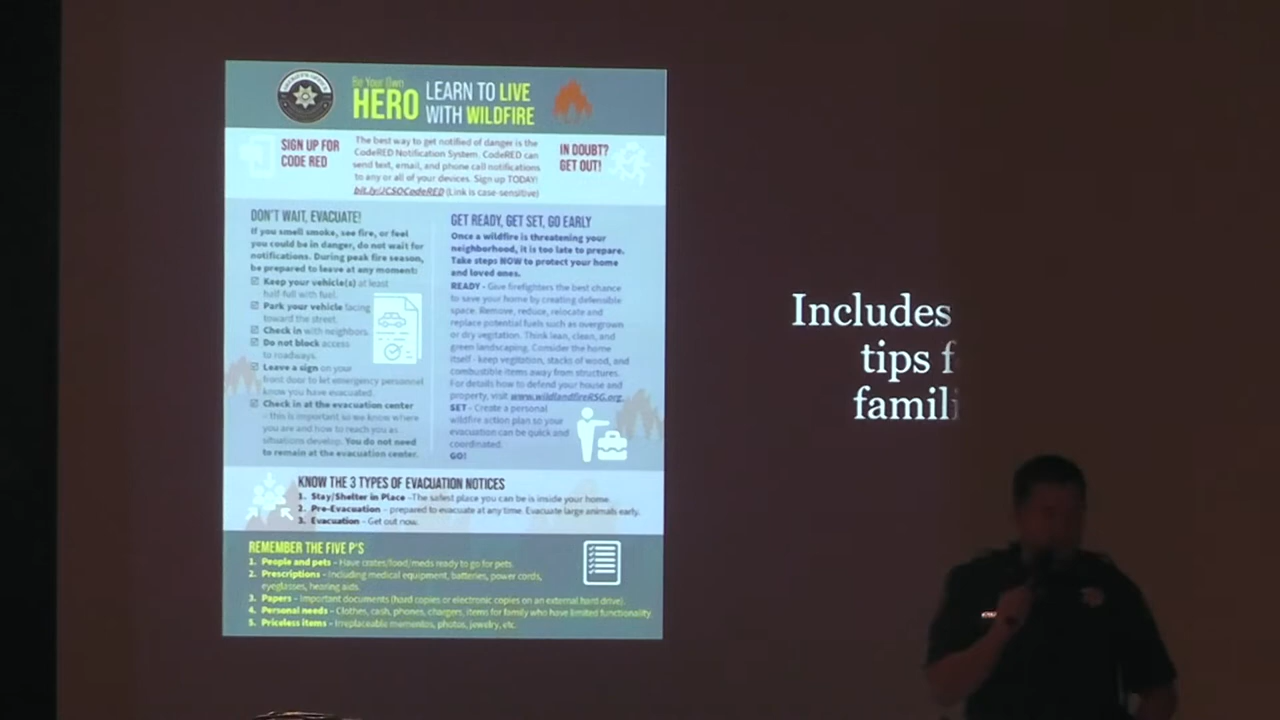 Be Your Own
HERO
LEARN TO LIVE
WITH WILDFIRE
SIGN UP FOR
CODE RED
The best way to get notified of danger is the
CodeRED Notification System. CodeRED can
send text, email, and phone call notifications
to any or all of your devices. Sign up TODAY!
bit.ly/JCSOCodeRED (Link is case-sensitive)
IN DOUBT?
GET OUT!
DON'T WAIT, EVACUATE!
If you smell smoke, see fire, or feel
you could be in danger, do not wait for
notifications. During peak fire season,
be prepared to leave at any moment:
Keep your vehicle(s) at least
half-full with fuel.
Park your vehicle facing
toward the street.
Check in with neighbors.
Do not block access
to roadways.
Leave a sign on your
front door to let emergency personnel
know you have evacuated.
Check in at the evacuation center
- this is important so we know where
you are and how to reach you as
situations develop. You do not need
to remain at the evacuation center.
GET READY, GET SET, GO EARLY
Once a wildfire is threatening your
neighborhood, it is too late to prepare.
Take steps NOW to protect your home
and loved ones.
READY - Give firefighters the best chance
to save your home by creating defensible
space. Remove, reduce, relocate and
replace potential fuels such as overgrown
or dry vegitation. Think lean, clean, and
green landscaping. Consider the home
itself - keep vegitation, stacks of wood, and
combustible items away from structures.
For details how to defend your house and
property, visit www.wildlandfireRSG.org.
SET - Create a personal
wildfire action plan so your
evacuation can be quick and
coordinated.
GO!
KNOW THE 3 TYPES OF EVACUATION NOTICES
1. Stay/Shelter in Place - The safest place you can be is inside your home.
2. Pre-Evacuation - prepared to evacuate at any time. Evacuate large animals early.
3. Evacuation - Get out now.
REMEMBER THE FIVE P'S
1. People and pets - Have crates/food/meds ready to go for pets.
2. Prescriptions - Including medical equipment, batteries, power cords,
eyeglasses, hearing aids.
3. Papers - Important documents (hard copies or electronic copies on an external hard drive).
4. Personal needs - Clothes, cash, phones, chargers, items for family who have limited functionality.
5. Priceless items - Irreplaceable mementos, photos, jewelry, etc.
Includes
tips f
famili